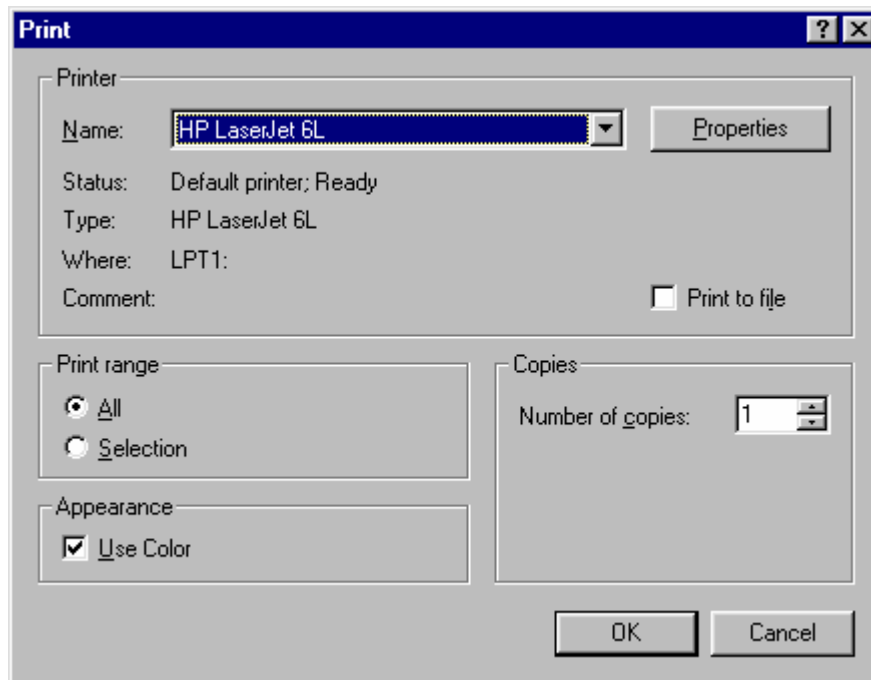 Print
Printer
Name: HP LaserJet 6L Properties
Status: Default printer; Ready
Type: HP LaserJet 6L
Where: LPT1:
Comment: Print to file
Print range
All
Selection
Copies
Number of copies: 1
Appearance
Use Color
OK Cancel